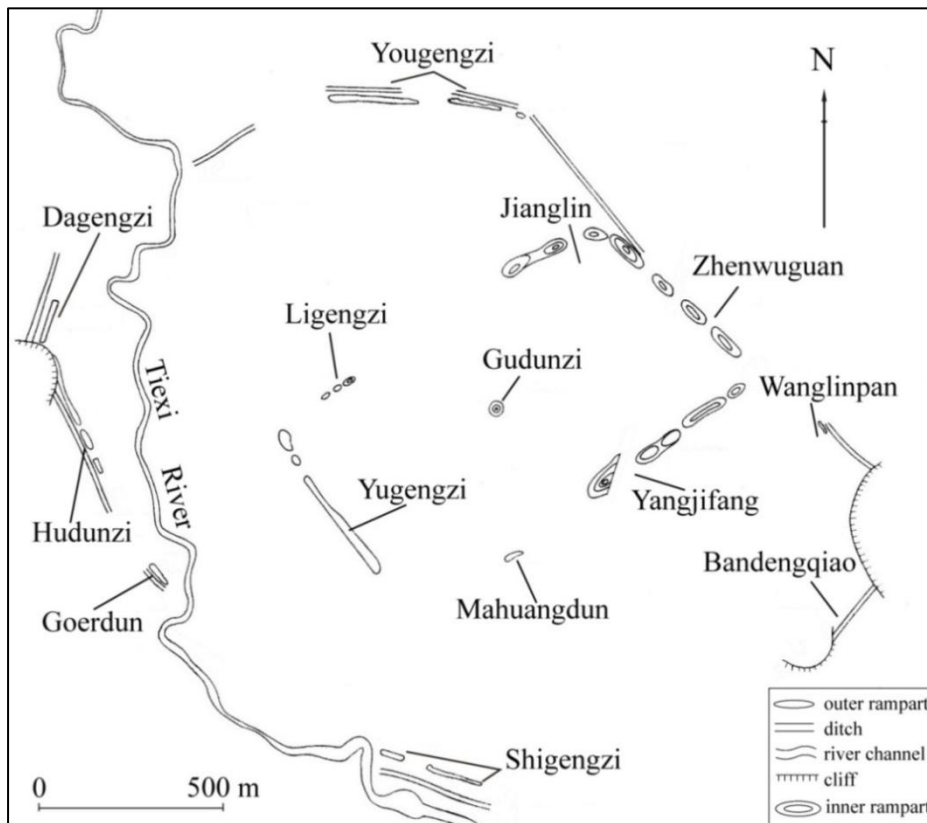 Yougengzi
N
Dagengzi
Jianglin
Zhenwuguan
Ligengzi
Gudunzi
Tiexi River
Wanglinpan
Yugengzi
Yangjifang
Hudunzi
Bandengqiao
Goerdun
Mahuangdun
Shigengzi
0 500 m
outer rampart
ditch
river channel
cliff
inner rampart